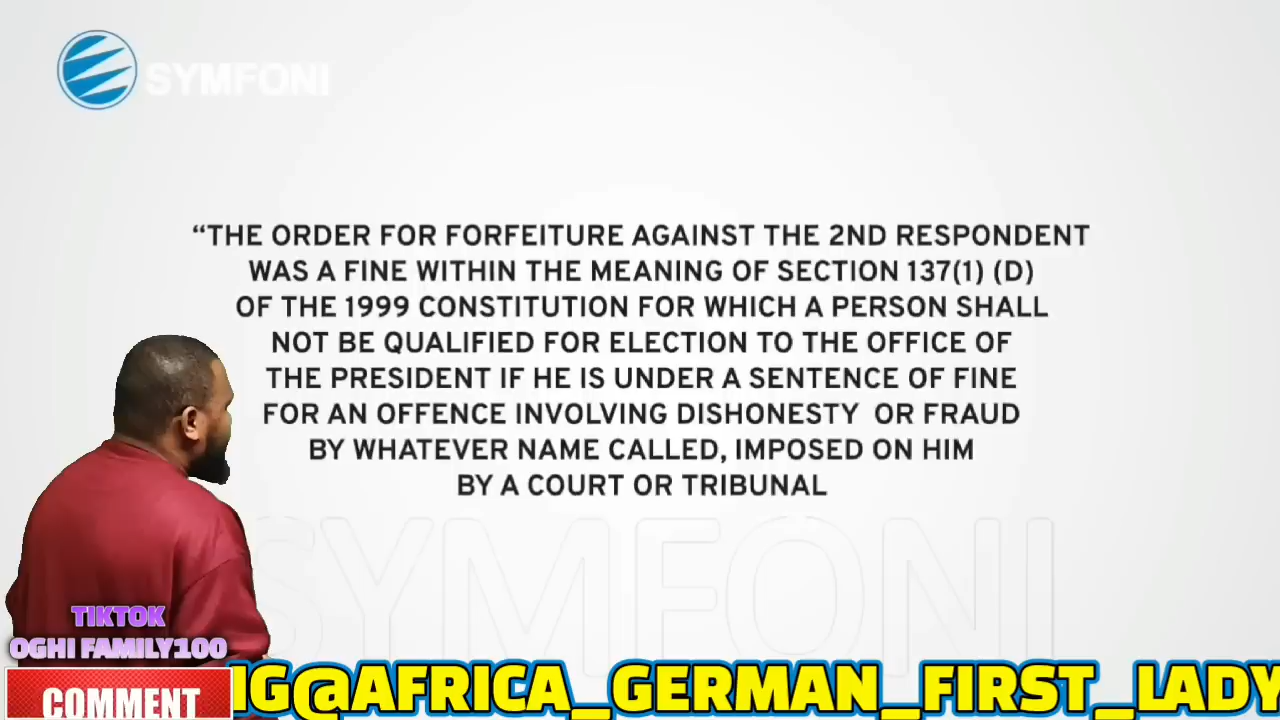 SYMFONI
“THE ORDER FOR FORFEITURE AGAINST THE 2ND RESPONDENT
WAS A FINE WITHIN THE MEANING OF SECTION 137(1) (D)
OF THE 1999 CONSTITUTION FOR WHICH A PERSON SHALL
NOT BE QUALIFIED FOR ELECTION TO THE OFFICE OF
THE PRESIDENT IF HE IS UNDER A SENTENCE OF FINE
FOR AN OFFENCE INVOLVING DISHONESTY OR FRAUD
BY WHATEVER NAME CALLED, IMPOSED ON HIM
BY A COURT OR TRIBUNAL
SYMFONI
TIKTOK
OGHI FAMILY100
COMMENT
IG@AFRICA_GERMAN_FIRST_LADY